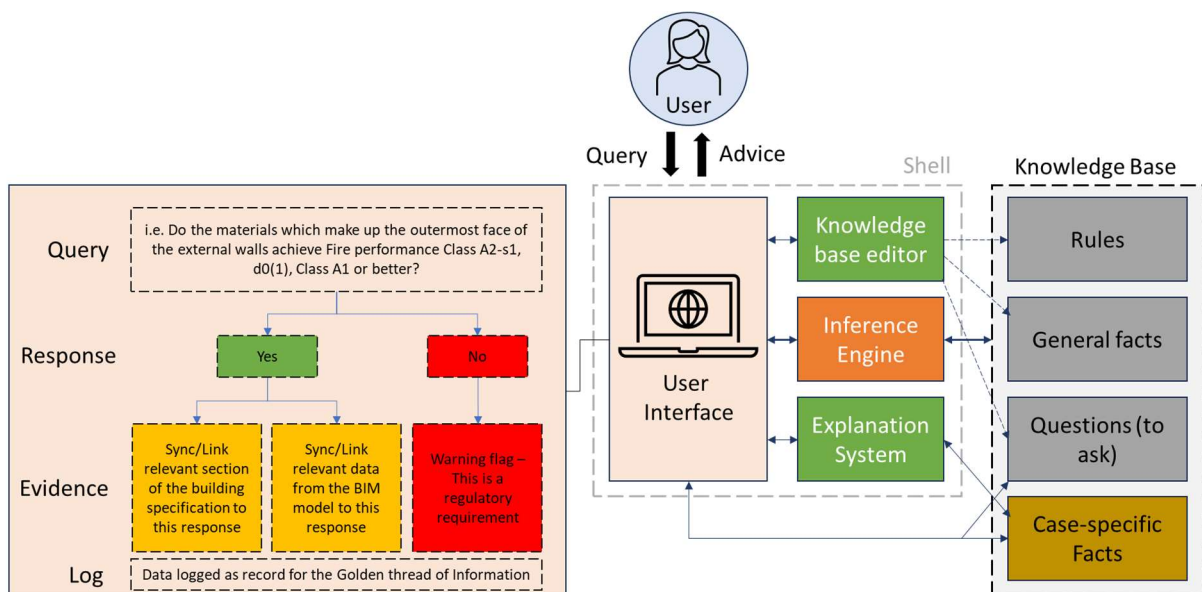 User
Query
Advice
Shell
Knowledge Base
Query
i.e. Do the materials which make up the outermost face of
the external walls achieve Fire performance Class A2-s1,
d0(1), Class A1 or better?
Response
Yes
No
Evidence
Sync/Link
relevant section
of the building
specification to
this response
Sync/Link
relevant data
from the BIM
model to this
response
Warning flag –
This is a
regulatory
requirement
Log
Data logged as record for the Golden thread of Information
User
Interface
Knowledge
base editor
Inference
Engine
Explanation
System
Rules
General facts
Questions (to
ask)
Case-specific
Facts